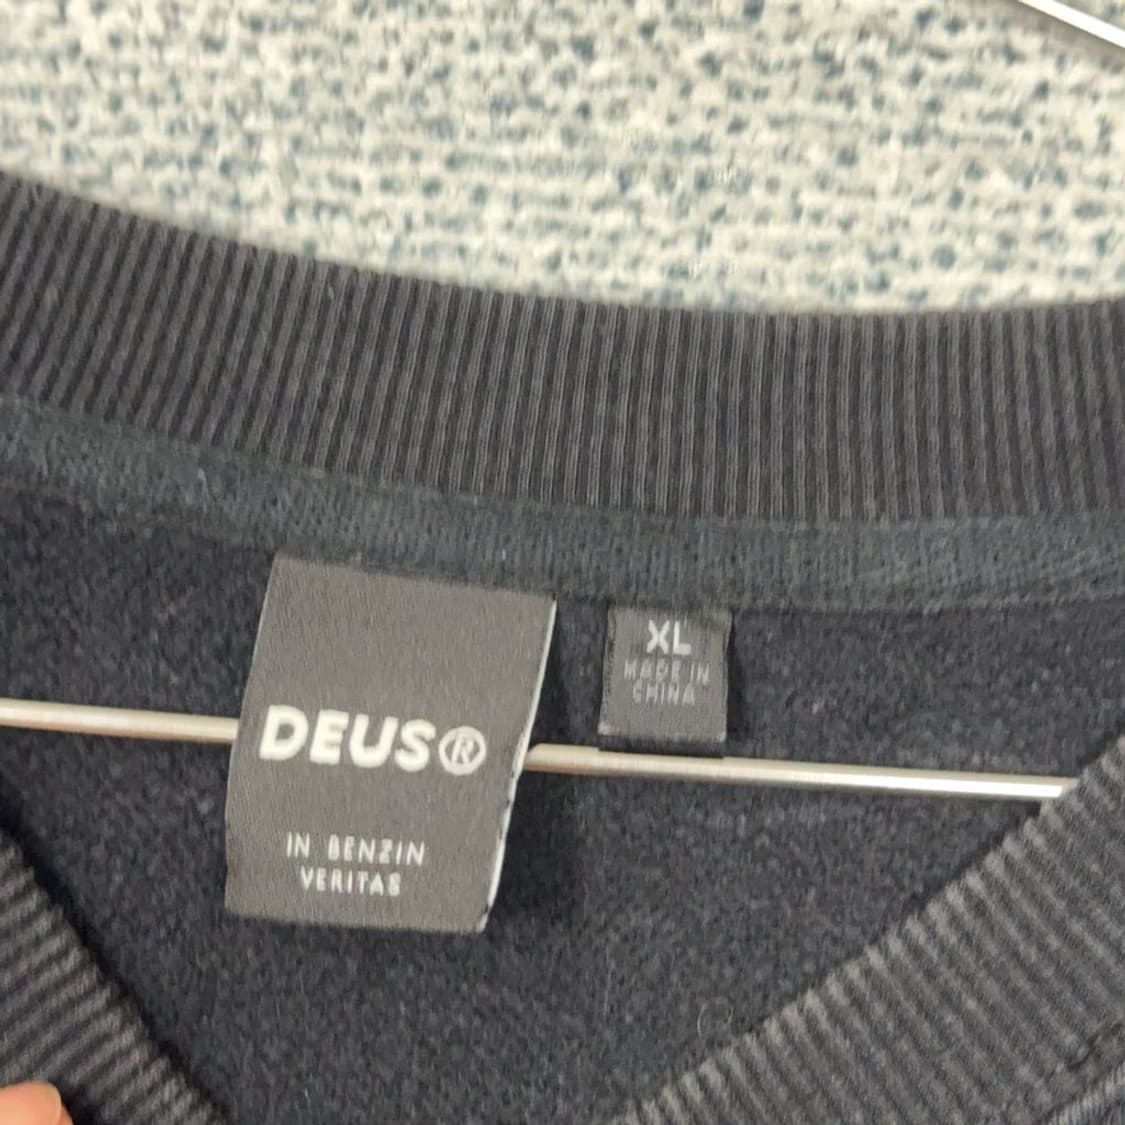 DEUS®
IN BENZIN
VERITAS
XL
MADE IN
CHINA